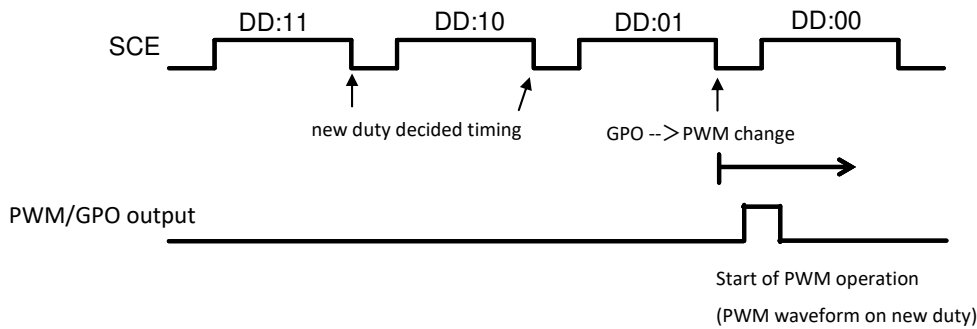 DD:11 DD:10 DD:01 DD:00
SCE
new duty decided timing
GPO --＞PWM change
PWM/GPO output
Start of PWM operation
(PWM waveform on new duty)